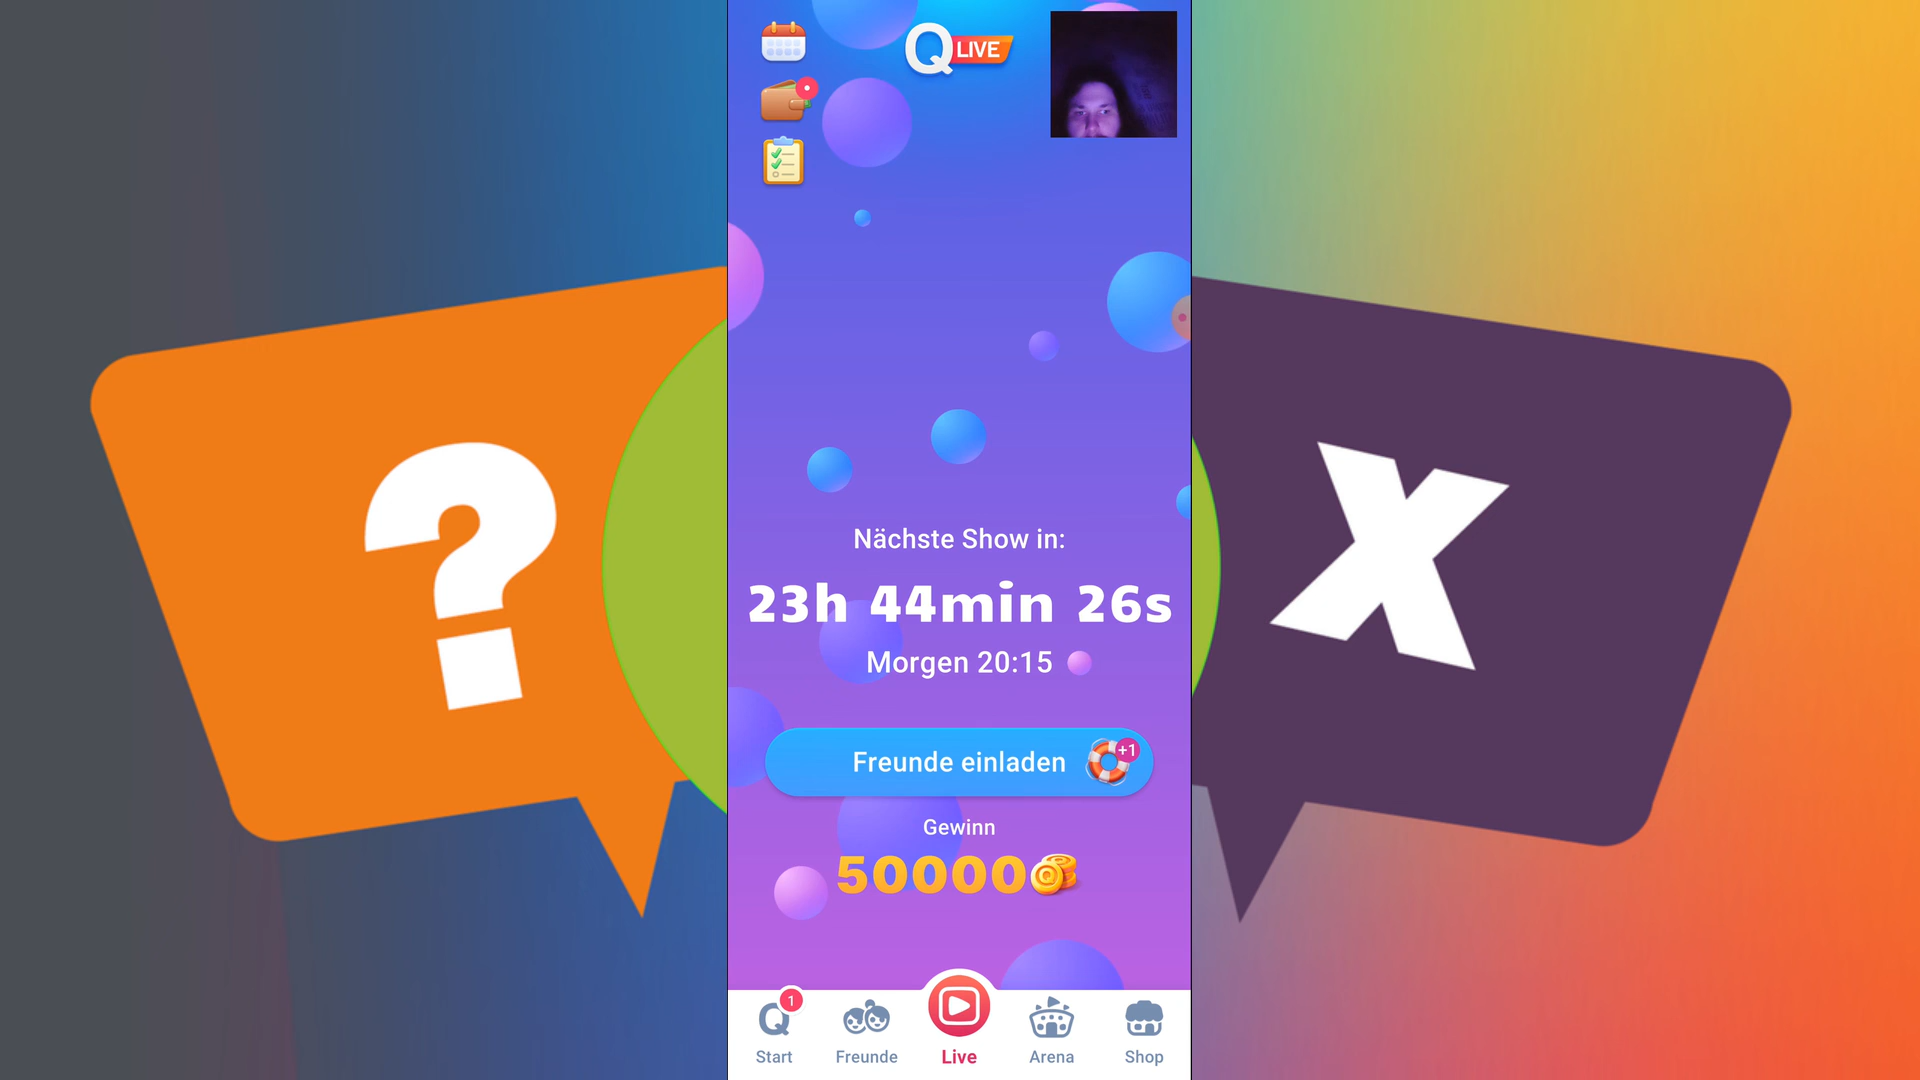 Q LIVE
? X
Nächste Show in:
23h 44min 26s
Morgen 20:15
Freunde einladen +1
Gewinn
50000
1
Start Freunde Live Arena Shop